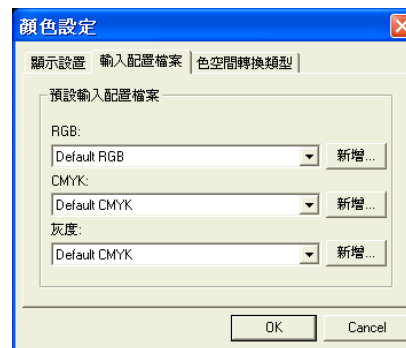 顏色設定
顯示設置 輸入配置檔案 色空間轉換類型
預設輸入配置檔案
RGB:
Default RGB 新增...
CMYK:
Default CMYK 新增...
灰度:
Default CMYK 新增...
OK Cancel